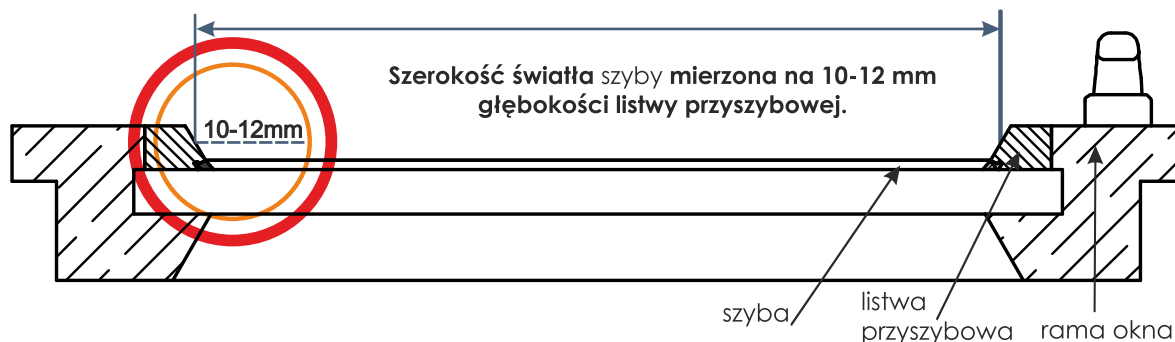 Szerokość światła szyby mierzona na 10-12 mm
głębokości listwy przyszybowej.
10-12mm
szyba
listwa
przyszybowa
rama okna